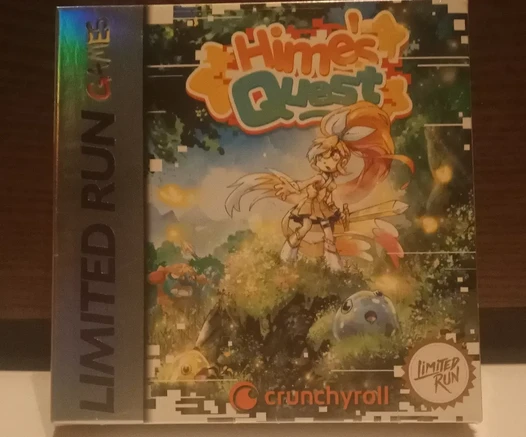 LIMITED RUN GAMES
Hime's
Quest
crunchyroll
LIMITED
RUN